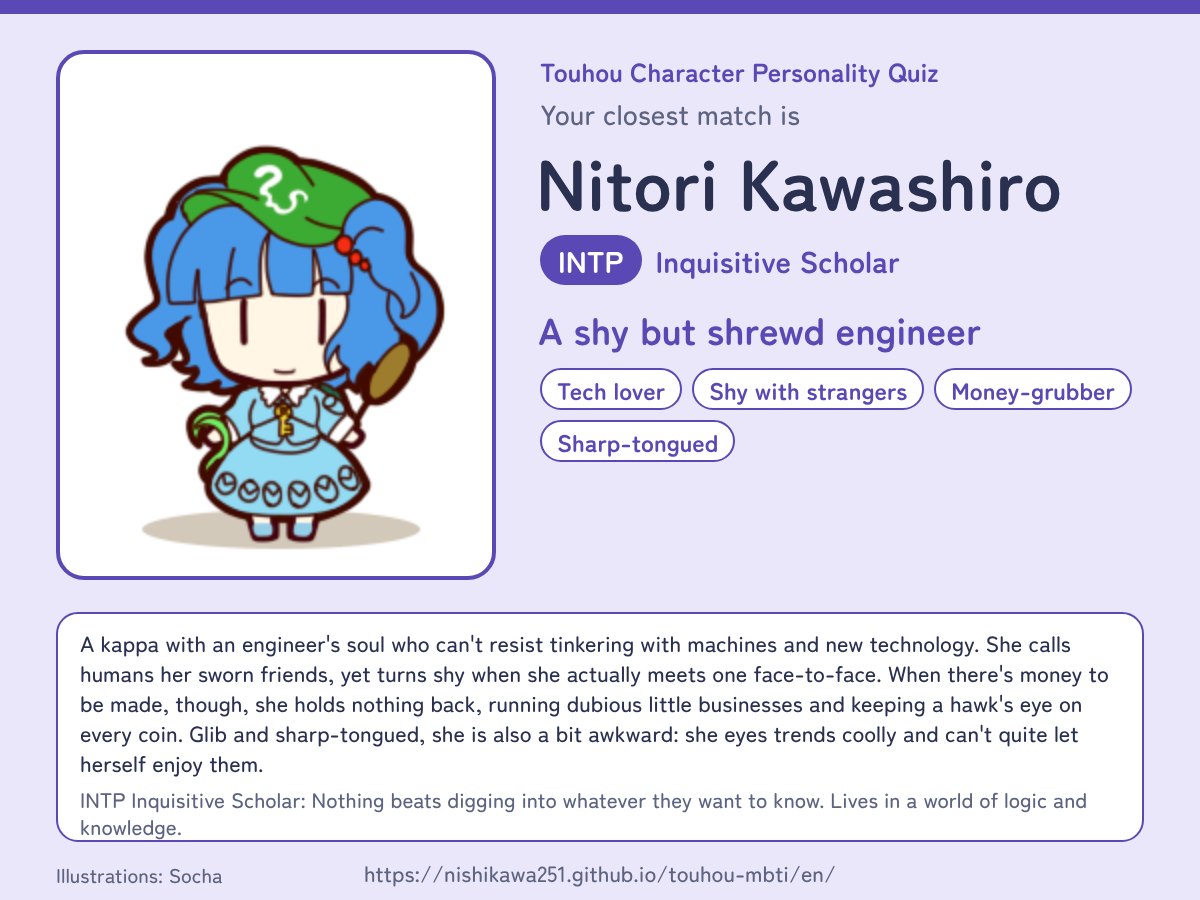 Touhou Character Personality Quiz
Your closest match is
Nitori Kawashiro
INTP Inquisitive Scholar
A shy but shrewd engineer
Tech lover Shy with strangers Money-grubber
Sharp-tongued
A kappa with an engineer's soul who can't resist tinkering with machines and new technology. She calls
humans her sworn friends, yet turns shy when she actually meets one face-to-face. When there's money to
be made, though, she holds nothing back, running dubious little businesses and keeping a hawk's eye on
every coin. Glib and sharp-tongued, she is also a bit awkward: she eyes trends coolly and can't quite let
herself enjoy them.
INTP Inquisitive Scholar: Nothing beats digging into whatever they want to know. Lives in a world of logic and
knowledge.
Illustrations: Socha
https://nishikawa251.github.io/touhou-mbti/en/